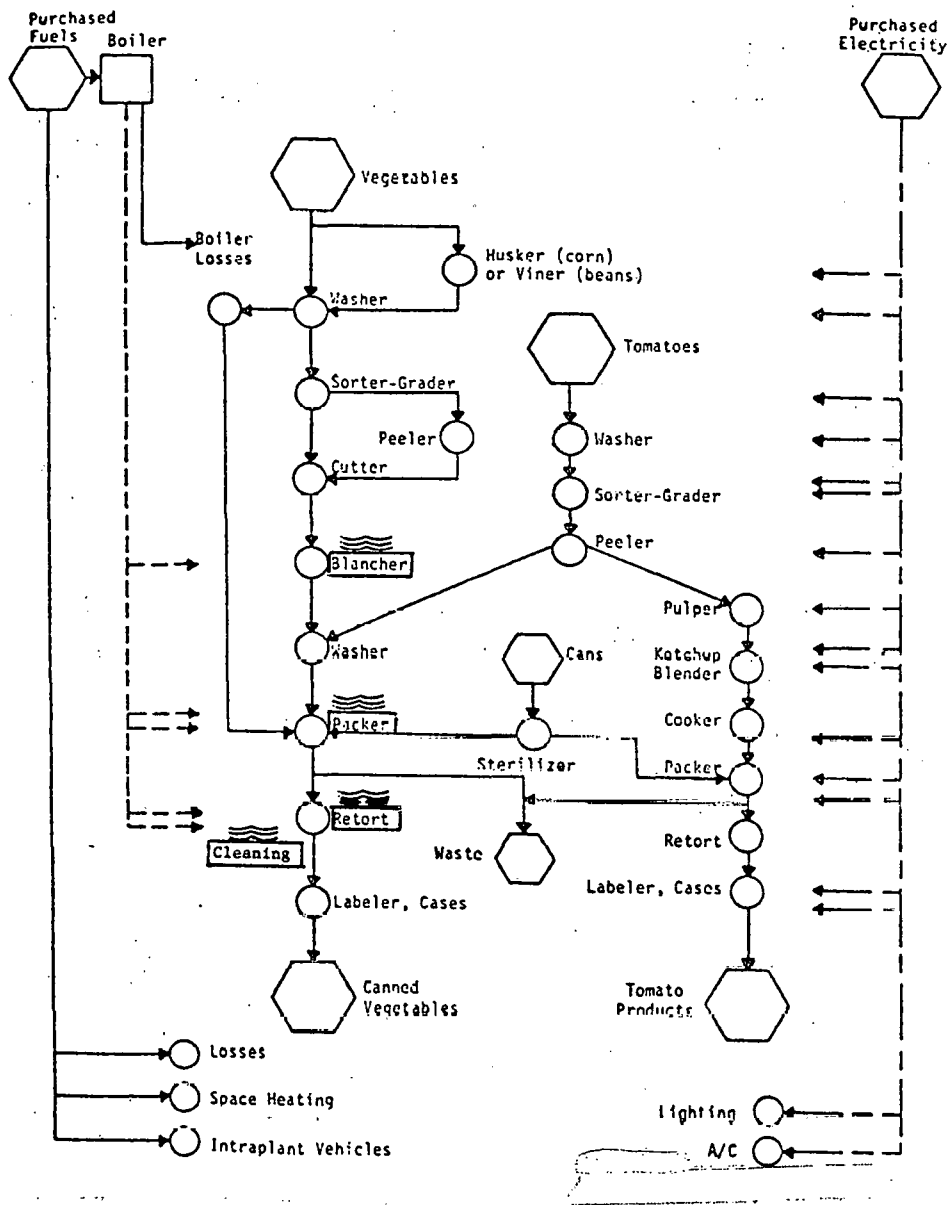 Purchased
Fuels
Boiler
Purchased
Electricity
Vegetables
Boiler
Losses
Husker (corn)
or Viner (beans)
Washer
Tomatoes
Sorter-Grader
Peeler
Washer
Cutter
Sorter-Grader
Blancher
Peeler
Pulper
Washer
Cans
Ketchup
Blender
Packer
Cooker
Sterilizer
Packer
Retort
Cleaning
Waste
Retort
Labeler, Cases
Labeler, Cases
Canned
Vegetables
Tomato
Products
Losses
Space Heating
Lighting
Intraplant Vehicles
A/C